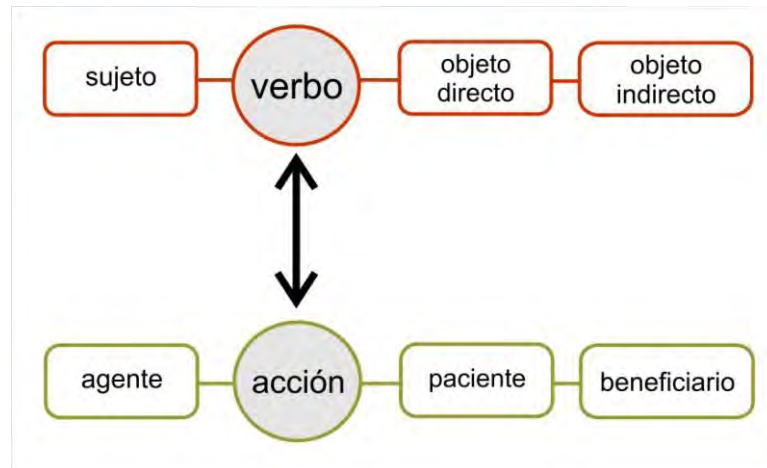 sujeto
verbo
objeto
directo
objeto
indirecto
agente
acción
paciente
beneficiario